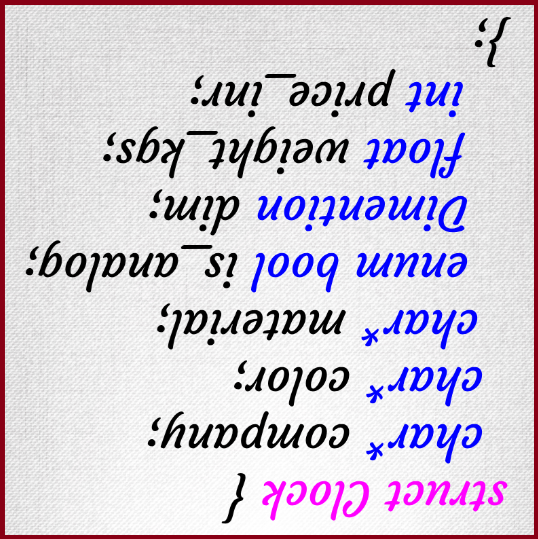 struct Clock {
char* company;
char* color;
char* material;
enum bool is_analog;
Dimention dim;
float weight_kgs;
int price_inr;
};